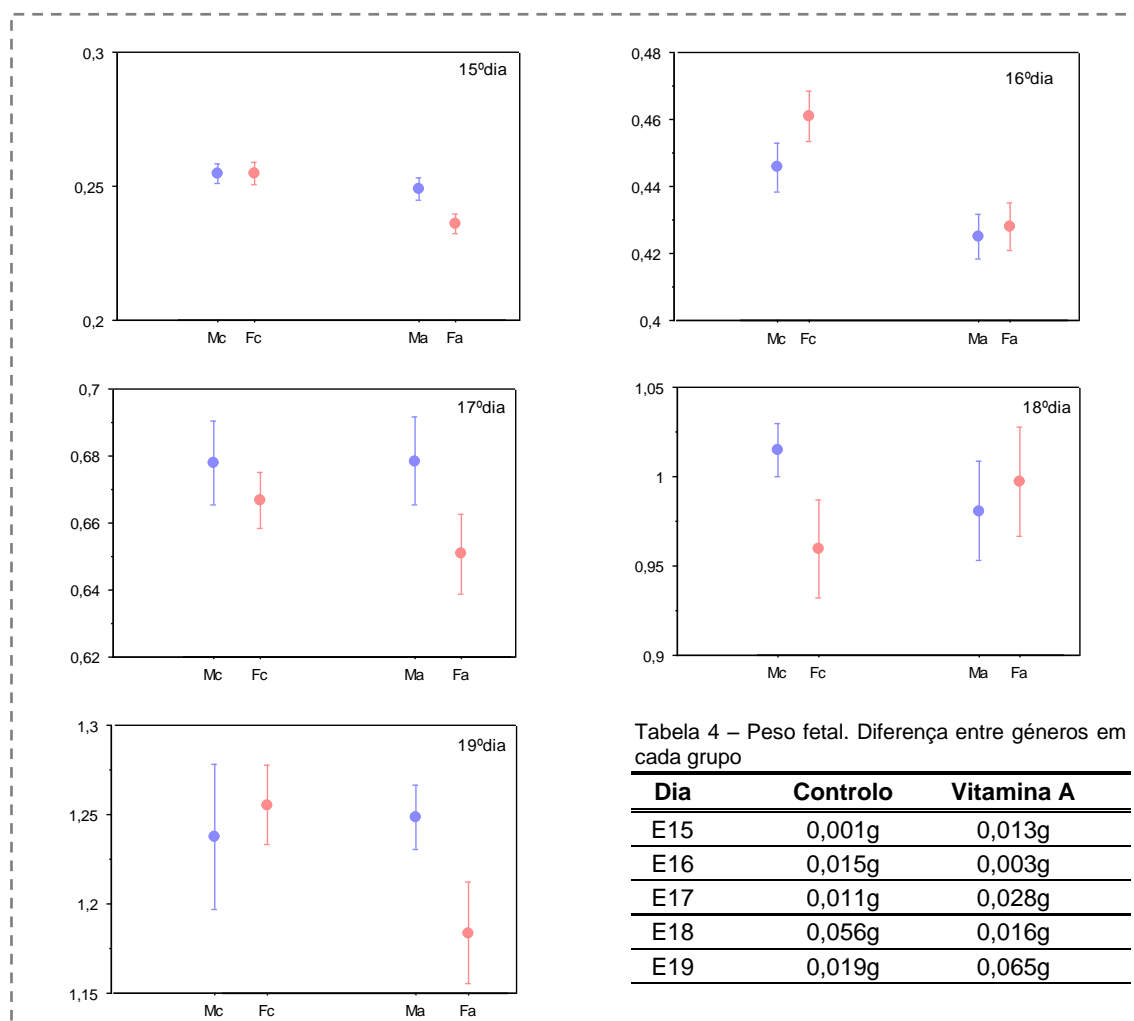 0,3
15ºdia
0,25
0,2
Mc Fc Ma Fa
0,48
16ºdia
0,46
0,44
0,42
0,4
Mc Fc Ma Fa
0,7
17ºdia
0,68
0,66
0,64
0,62
Mc Fc Ma Fa
1,05
18ºdia
1
0,95
0,9
Mc Fc Ma Fa
1,3
19ºdia
1,25
1,2
1,15
Mc Fc Ma Fa
Tabela 4 – Peso fetal. Diferença entre géneros em
cada grupo
Dia Controlo Vitamina A
E15 0,001g 0,013g
E16 0,015g 0,003g
E17 0,011g 0,028g
E18 0,056g 0,016g
E19 0,019g 0,065g